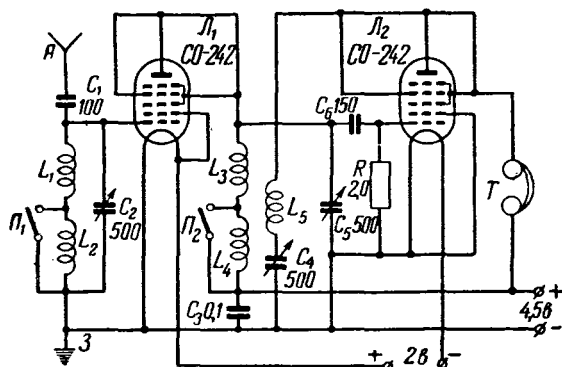 А
Л₁
СО-242
Л₂
СО-242
C₁
100
C₆ 150
L₁
L₂
П₁
C₂
500
L₃
L₄
П₂
L₅
C₃ 0,1
C₄
500
C₅ 500
R
2,0
Т
З
+
4,5в
−
+ 2в −